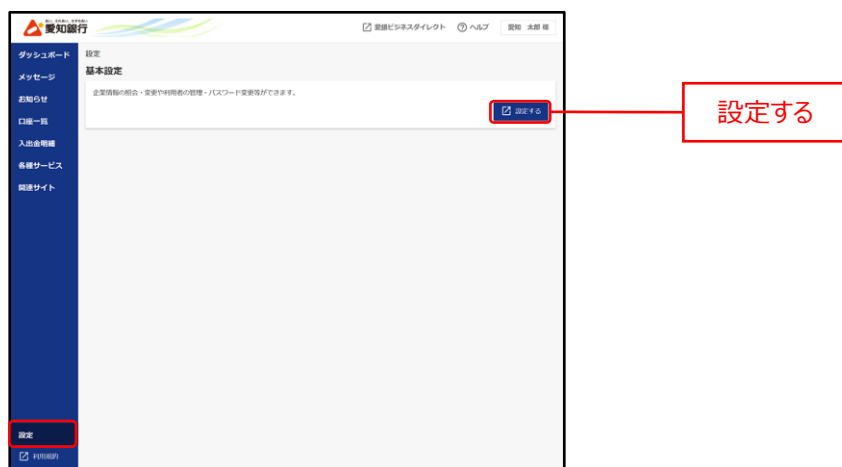 愛知銀行
愛銀ビジネスダイレクト
ヘルプ
愛知 太郎 様
ダッシュボード
メッセージ
お知らせ
口座一覧
入出金明細
各種サービス
関連サイト
設定
基本設定
企業情報の照会・変更や利用者の管理・パスワード変更等ができます。
設定する
設定する
設定
利用規約